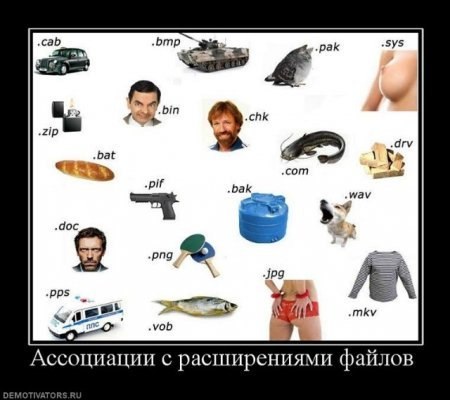 .cab
.bmp
.pak
.sys
.zip
.bin
.chk
.bat
.com
.drv
.pif
.bak
.wav
.doc
.png
.jpg
.pps
ППС
.vob
.mkv
Ассоциации с расширениями файлов
DEMOTIVATORS.RU